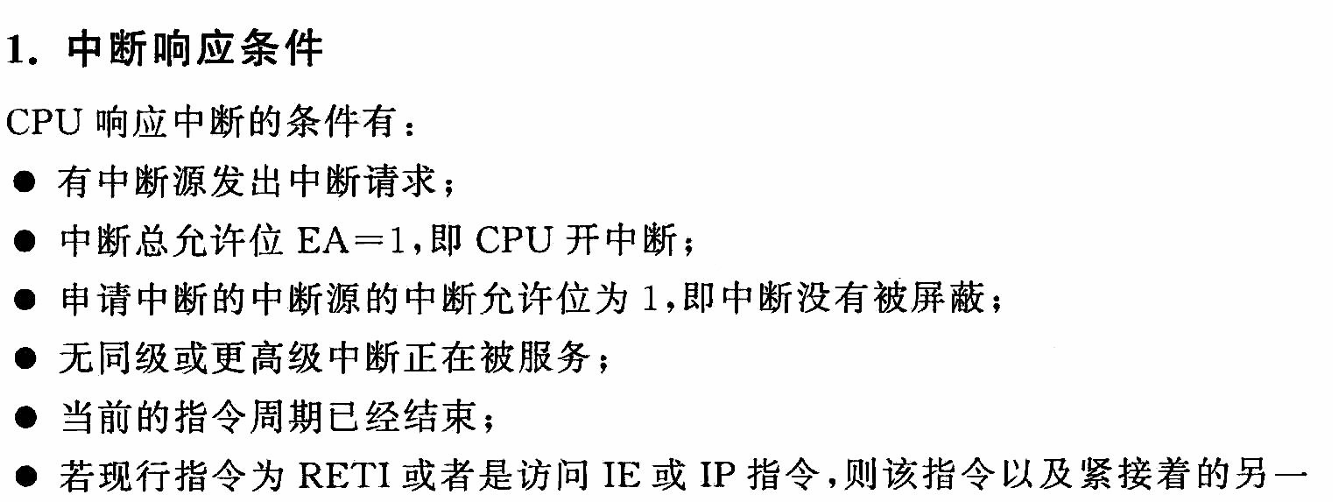 1. 中断响应条件
CPU 响应中断的条件有：
● 有中断源发出中断请求；
● 中断总允许位 EA＝1，即 CPU 开中断；
● 申请中断的中断源的中断允许位为 1，即中断没有被屏蔽；
● 无同级或更高级中断正在被服务；
● 当前的指令周期已经结束；
● 若现行指令为 RETI 或者是访问 IE 或 IP 指令，则该指令以及紧接着的另一